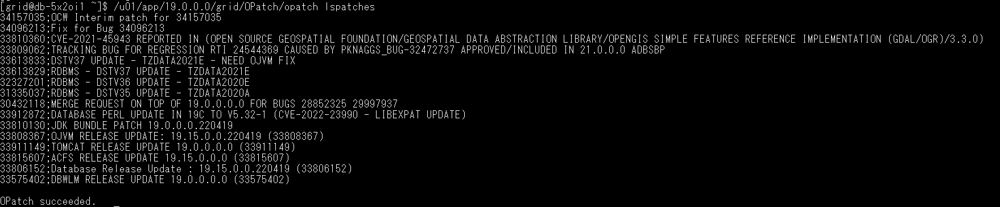 [grid@db-5x2oi1 ~]$ /u01/app/19.0.0.0/grid/OPatch/opatch lspatches
34157035;OCW Interim patch for 34157035
34096213;Fix for Bug 34096213
33810360;CVE-2021-45943 REPORTED IN (OPEN SOURCE GEOSPATIAL FOUNDATION/GEOSPATIAL DATA ABSTRACTION LIBRARY/OPENGIS SIMPLE FEATURES REFERENCE IMPLEMENTATION (GDAL/OGR)/3.3.0)
33809062;TRACKING BUG FOR REGRESSION RTI 24544369 CAUSED BY PKNAGGS_BUG-32472737 APPROVED/INCLUDED IN 21.0.0.0 ADBSBP
33613833;DSTV37 UPDATE - TZDATA2021E - NEED OJVM FIX
33613829;RDBMS - DSTV37 UPDATE - TZDATA2021E
32327201;RDBMS - DSTV36 UPDATE - TZDATA2020E
31335037;RDBMS - DSTV35 UPDATE - TZDATA2020A
30432118;MERGE REQUEST ON TOP OF 19.0.0.0.0 FOR BUGS 28852325 29997937
33912872;DATABASE PERL UPDATE IN 19C TO V5.32-1 (CVE-2022-23990 - LIBEXPAT UPDATE)
33810130;JDK BUNDLE PATCH 19.0.0.0.220419
33808367;OJVM RELEASE UPDATE: 19.15.0.0.220419 (33808367)
33911149;TOMCAT RELEASE UPDATE 19.0.0.0.0 (33911149)
33815607;ACFS RELEASE UPDATE 19.15.0.0.0 (33815607)
33806152;Database Release Update : 19.15.0.0.220419 (33806152)
33575402;DBWLM RELEASE UPDATE 19.0.0.0.0 (33575402)
OPatch succeeded.